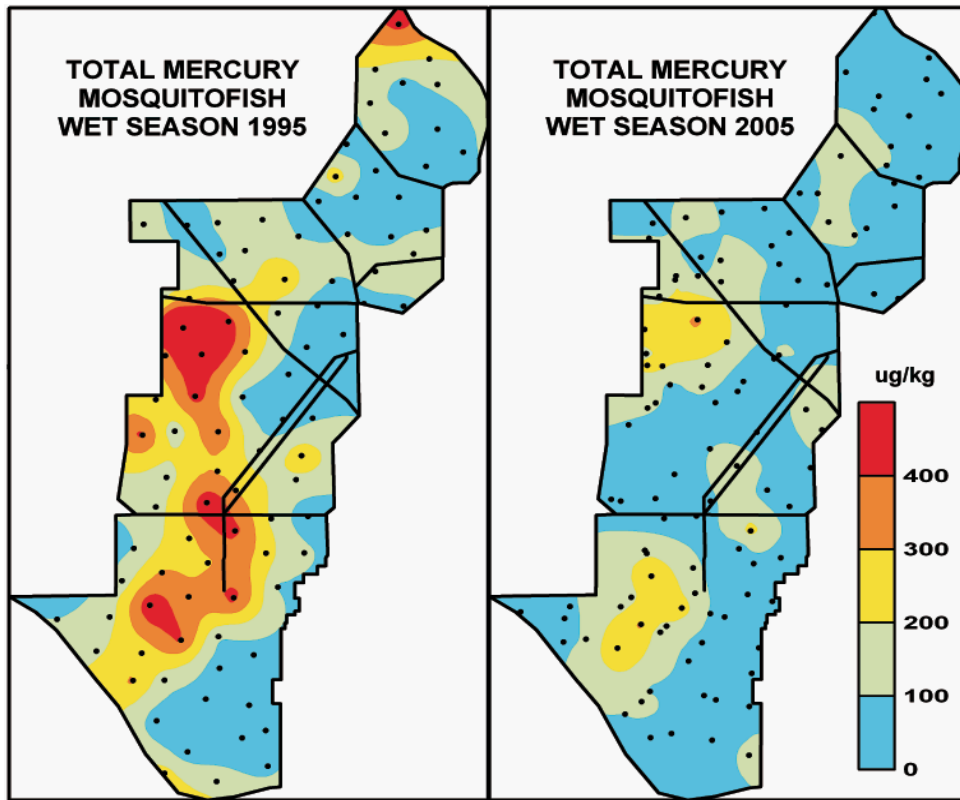 TOTAL MERCURY
MOSQUITOFISH
WET SEASON 1995
TOTAL MERCURY
MOSQUITOFISH
WET SEASON 2005
ug/kg
400
300
200
100
0